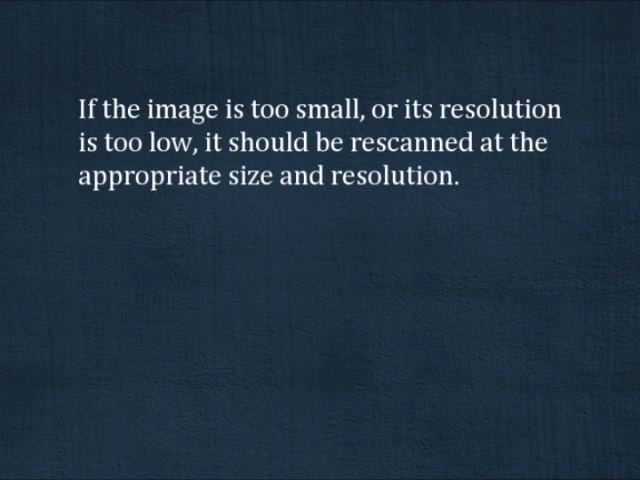 If the image is too small, or its resolution
is too low, it should be rescanned at the
appropriate size and resolution.